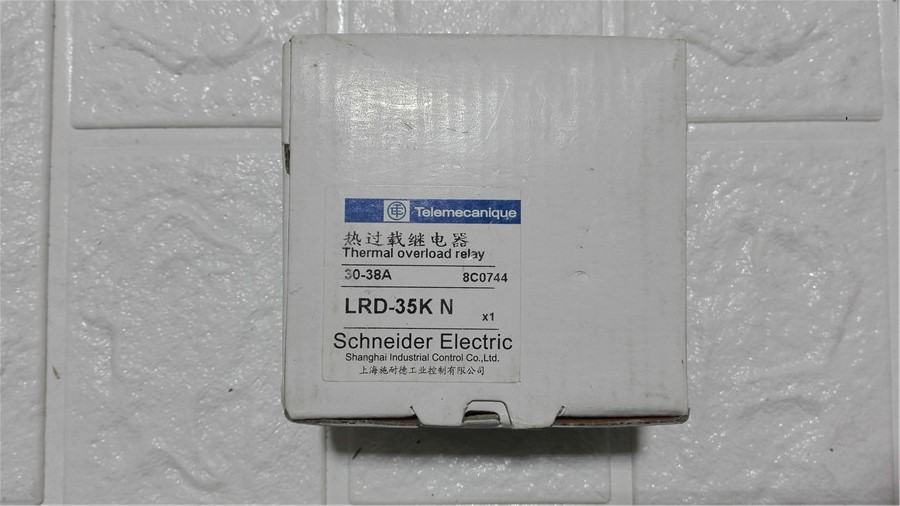 Telemecanique
热过载继电器
Thermal overload relay
30-38A 8C0744
LRD-35K N x1
Schneider Electric
Shanghai Industrial Control Co.,Ltd.
上海施耐德工业控制有限公司